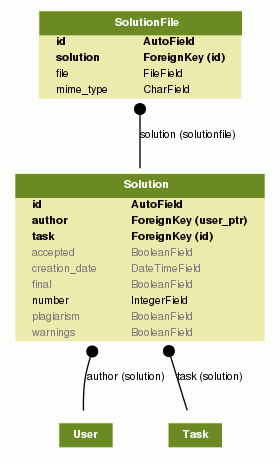 SolutionFile
id AutoField
solution ForeignKey (id)
file FileField
mime_type CharField
solution (solutionfile)
Solution
id AutoField
author ForeignKey (user_ptr)
task ForeignKey (id)
accepted BooleanField
creation_date DateTimeField
final BooleanField
number IntegerField
plagiarism BooleanField
warnings BooleanField
author (solution) task (solution)
User Task